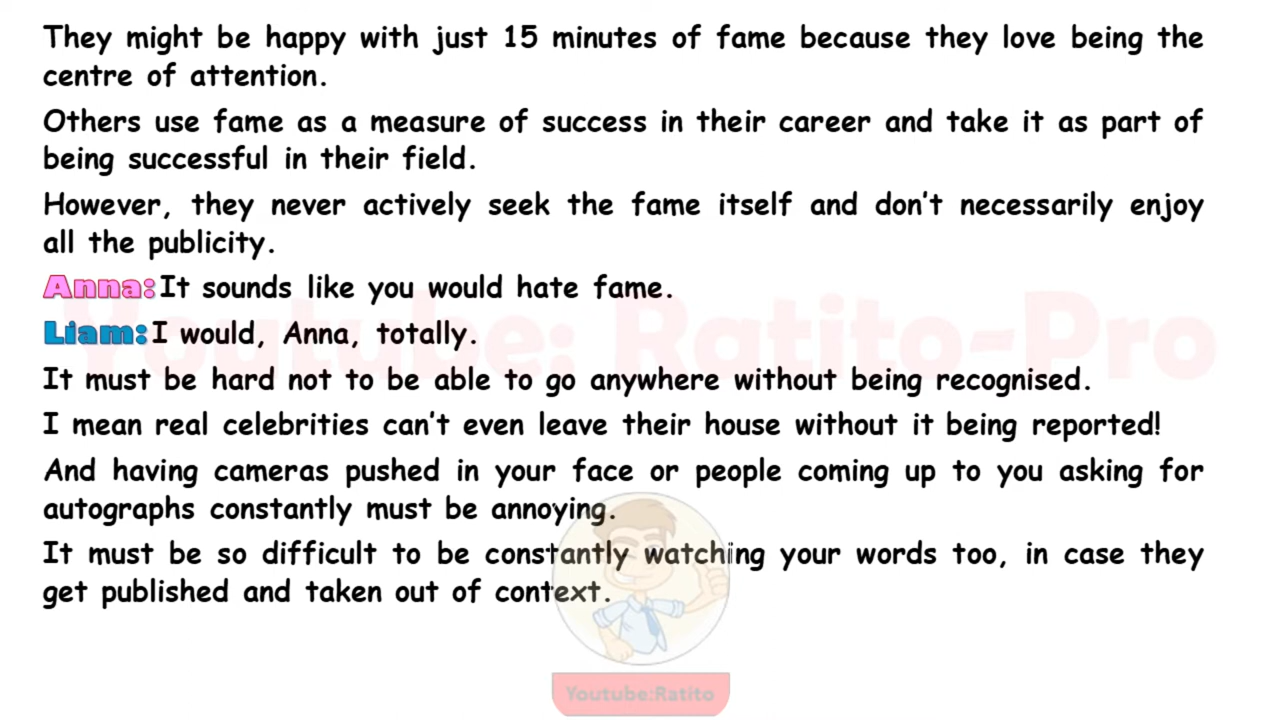 They might be happy with just 15 minutes of fame because they love being the
centre of attention.
Others use fame as a measure of success in their career and take it as part of
being successful in their field.
However, they never actively seek the fame itself and don't necessarily enjoy
all the publicity.
Anna: It sounds like you would hate fame.
Liam: I would, Anna, totally.
Youtube: Ratito-Pro
It must be hard not to be able to go anywhere without being recognised.
I mean real celebrities can't even leave their house without it being reported!
And having cameras pushed in your face or people coming up to you asking for
autographs constantly must be annoying.
It must be so difficult to be constantly watching your words too, in case they
get published and taken out of context.
Youtube:Ratito